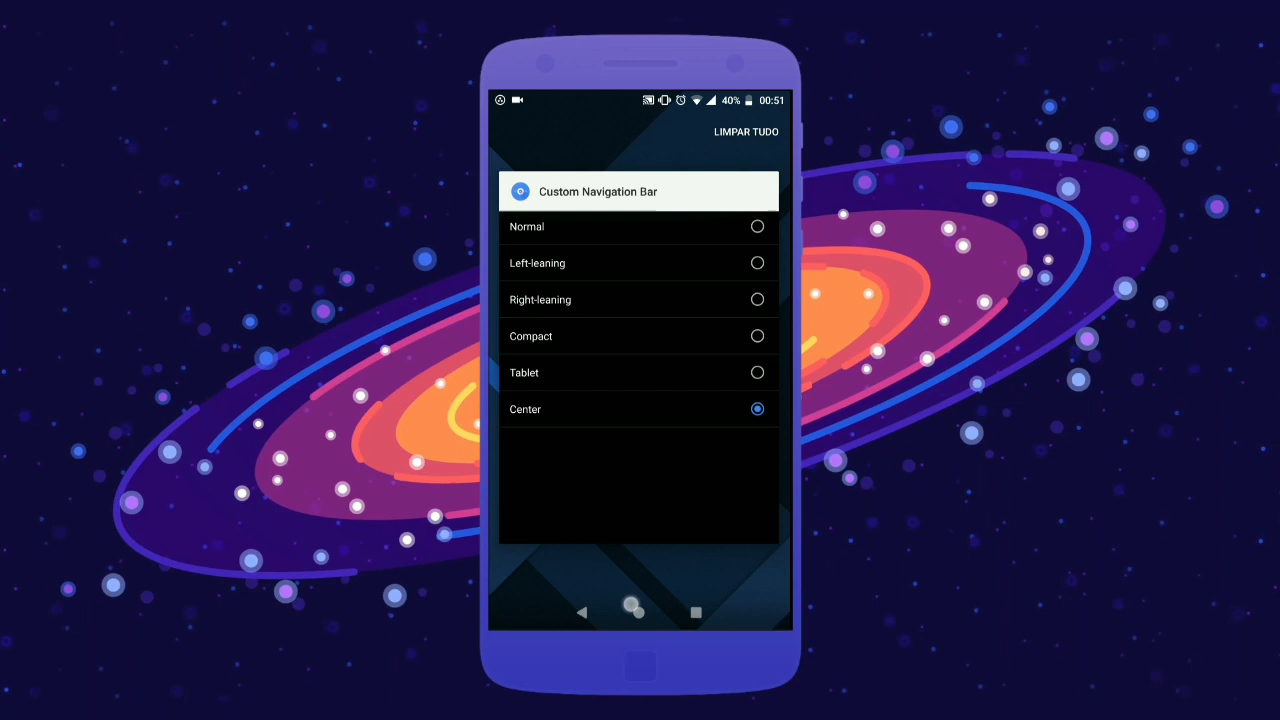 40% 00:51
LIMPAR TUDO
Custom Navigation Bar
Normal
Left-leaning
Right-leaning
Compact
Tablet
Center